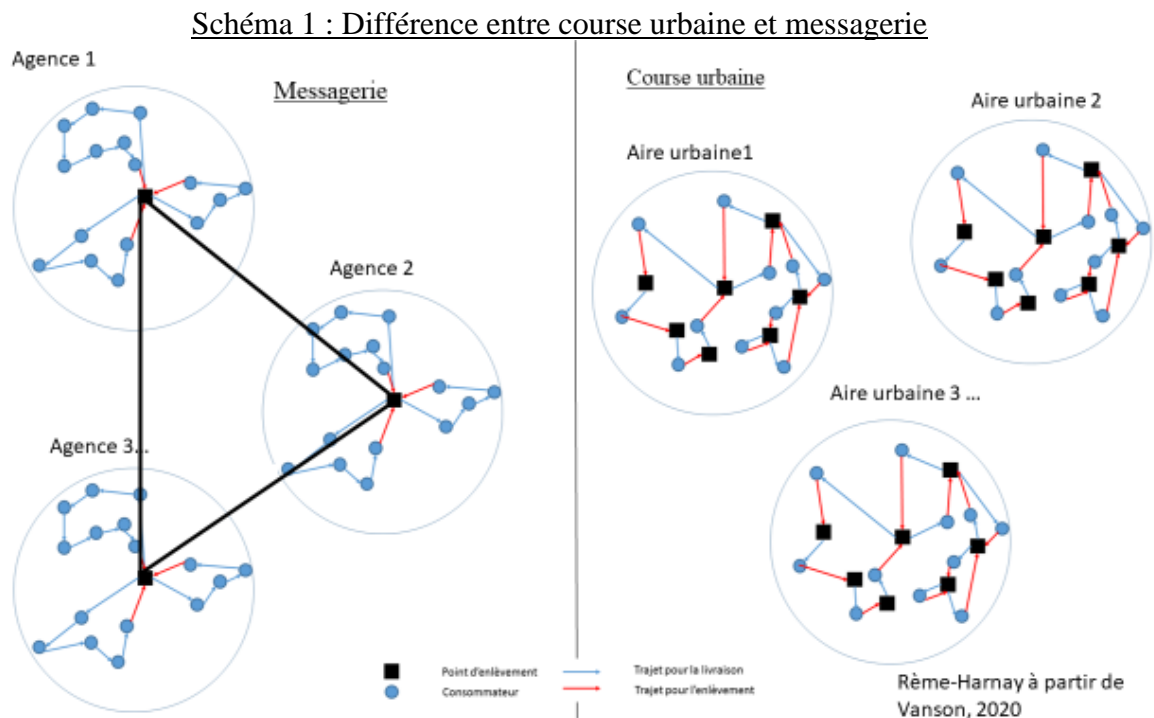 Schéma 1 : Différence entre course urbaine et messagerie
Agence 1
Messagerie
Agence 2
Agence 3...
Course urbaine
Aire urbaine 2
Aire urbaine1
Aire urbaine 3 ...
Point d'enlèvement
Trajet pour la livraison
Consommateur
Trajet pour l'enlèvement
Rème-Harnay à partir de
Vanson, 2020